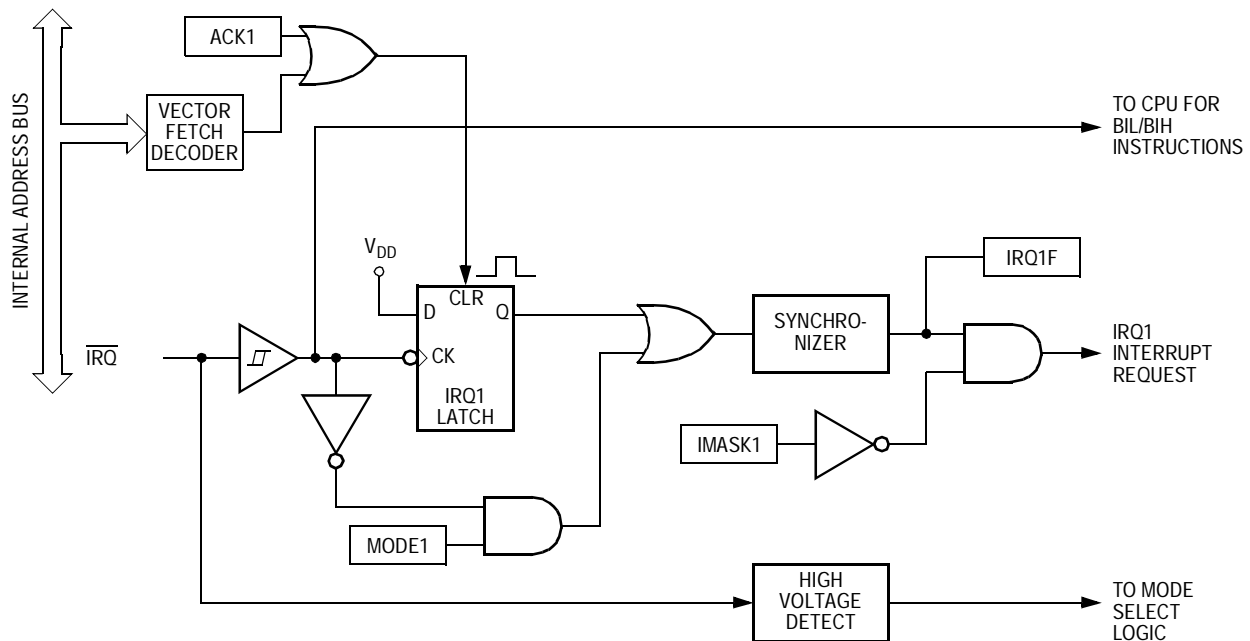 INTERNAL ADDRESS BUS
ACK1
VECTOR
FETCH
DECODER
TO CPU FOR
BIL/BIH
INSTRUCTIONS
VDD
CLR
D
Q
CK
IRQ1
LATCH
IRQ
SYNCHRO-
NIZER
IRQ1F
IRQ1
INTERRUPT
REQUEST
IMASK1
MODE1
HIGH
VOLTAGE
DETECT
TO MODE
SELECT
LOGIC